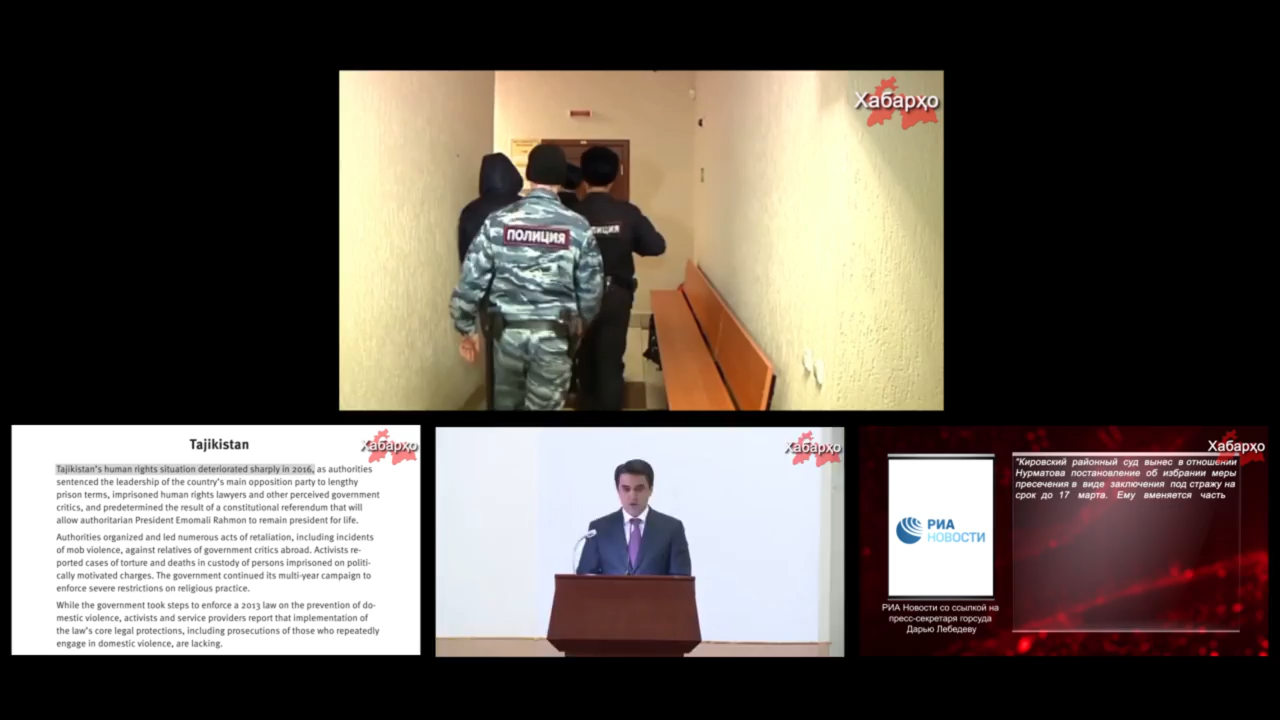 Хабарҳо
ПОЛИЦИЯ
Tajikistan
Хабарҳо
Tajikistan's human rights situation deteriorated sharply in 2016, as authorities
sentenced the leadership of the country's main opposition party to lengthy
prison terms, imprisoned human rights lawyers and other perceived government
critics, and predetermined the result of a constitutional referendum that will
allow authoritarian President Emomali Rahmon to remain president for life.
Authorities organized and led numerous acts of retaliation, including incidents
of mob violence, against relatives of government critics abroad. Activists re-
ported cases of torture and deaths in custody of persons imprisoned on politi-
cally motivated charges. The government continued its multi-year campaign to
enforce severe restrictions on religious practice.
While the government took steps to enforce a 2013 law on the prevention of do-
mestic violence, activists and service providers report that implementation of
the law's core legal protections, including prosecutions of those who repeatedly
engage in domestic violence, are lacking.
Хабарҳо
Хабарҳо
РИА
НОВОСТИ
РИА Новости со ссылкой на
пресс-секретаря горсуда
Дарью Лебедеву
"Кировский районный суд вынес в отношении
Нурматова постановление об избрании меры
пресечения в виде заключения под стражу на
срок до 17 марта. Ему вменяется часть